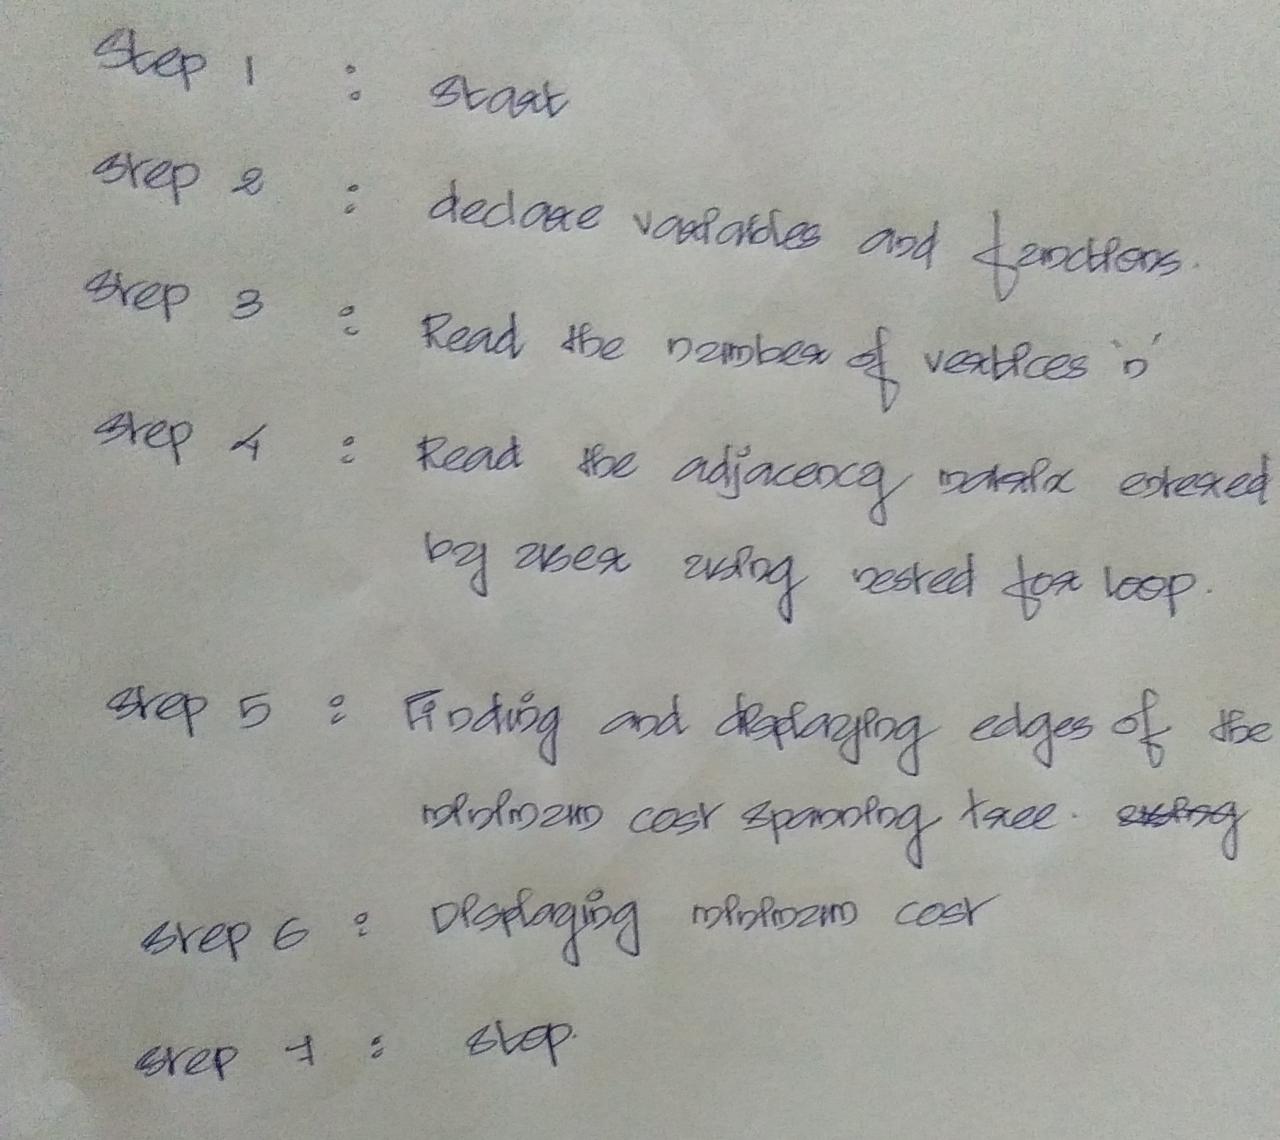 Step 1 : start
Step 2 : declare variables and functions.
Step 3 : Read the number of vertices 'n'
Step 4 : Read the adjacency matrix entered
by user using nested for loop.
Step 5 : Finding and displaying edges of the
minimum cost spanning tree. using
Step 6 : Displaying minimum cost
Step 7 : stop.